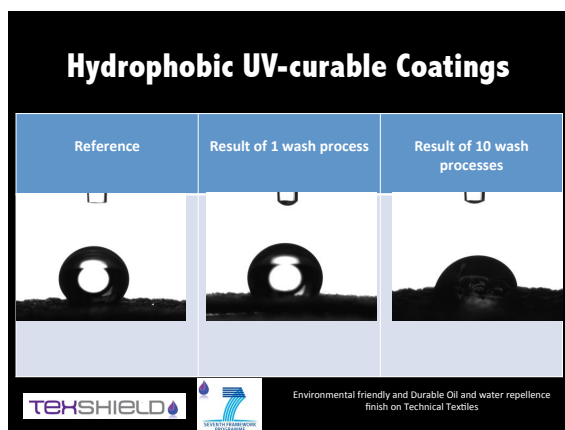 Hydrophobic UV-curable Coatings
Reference
Result of 1 wash process
Result of 10 wash
processes
TEXSHIELD
7
SEVENTH FRAMEWORK
PROGRAMME
Environmental friendly and Durable Oil and water repellence
finish on Technical Textiles